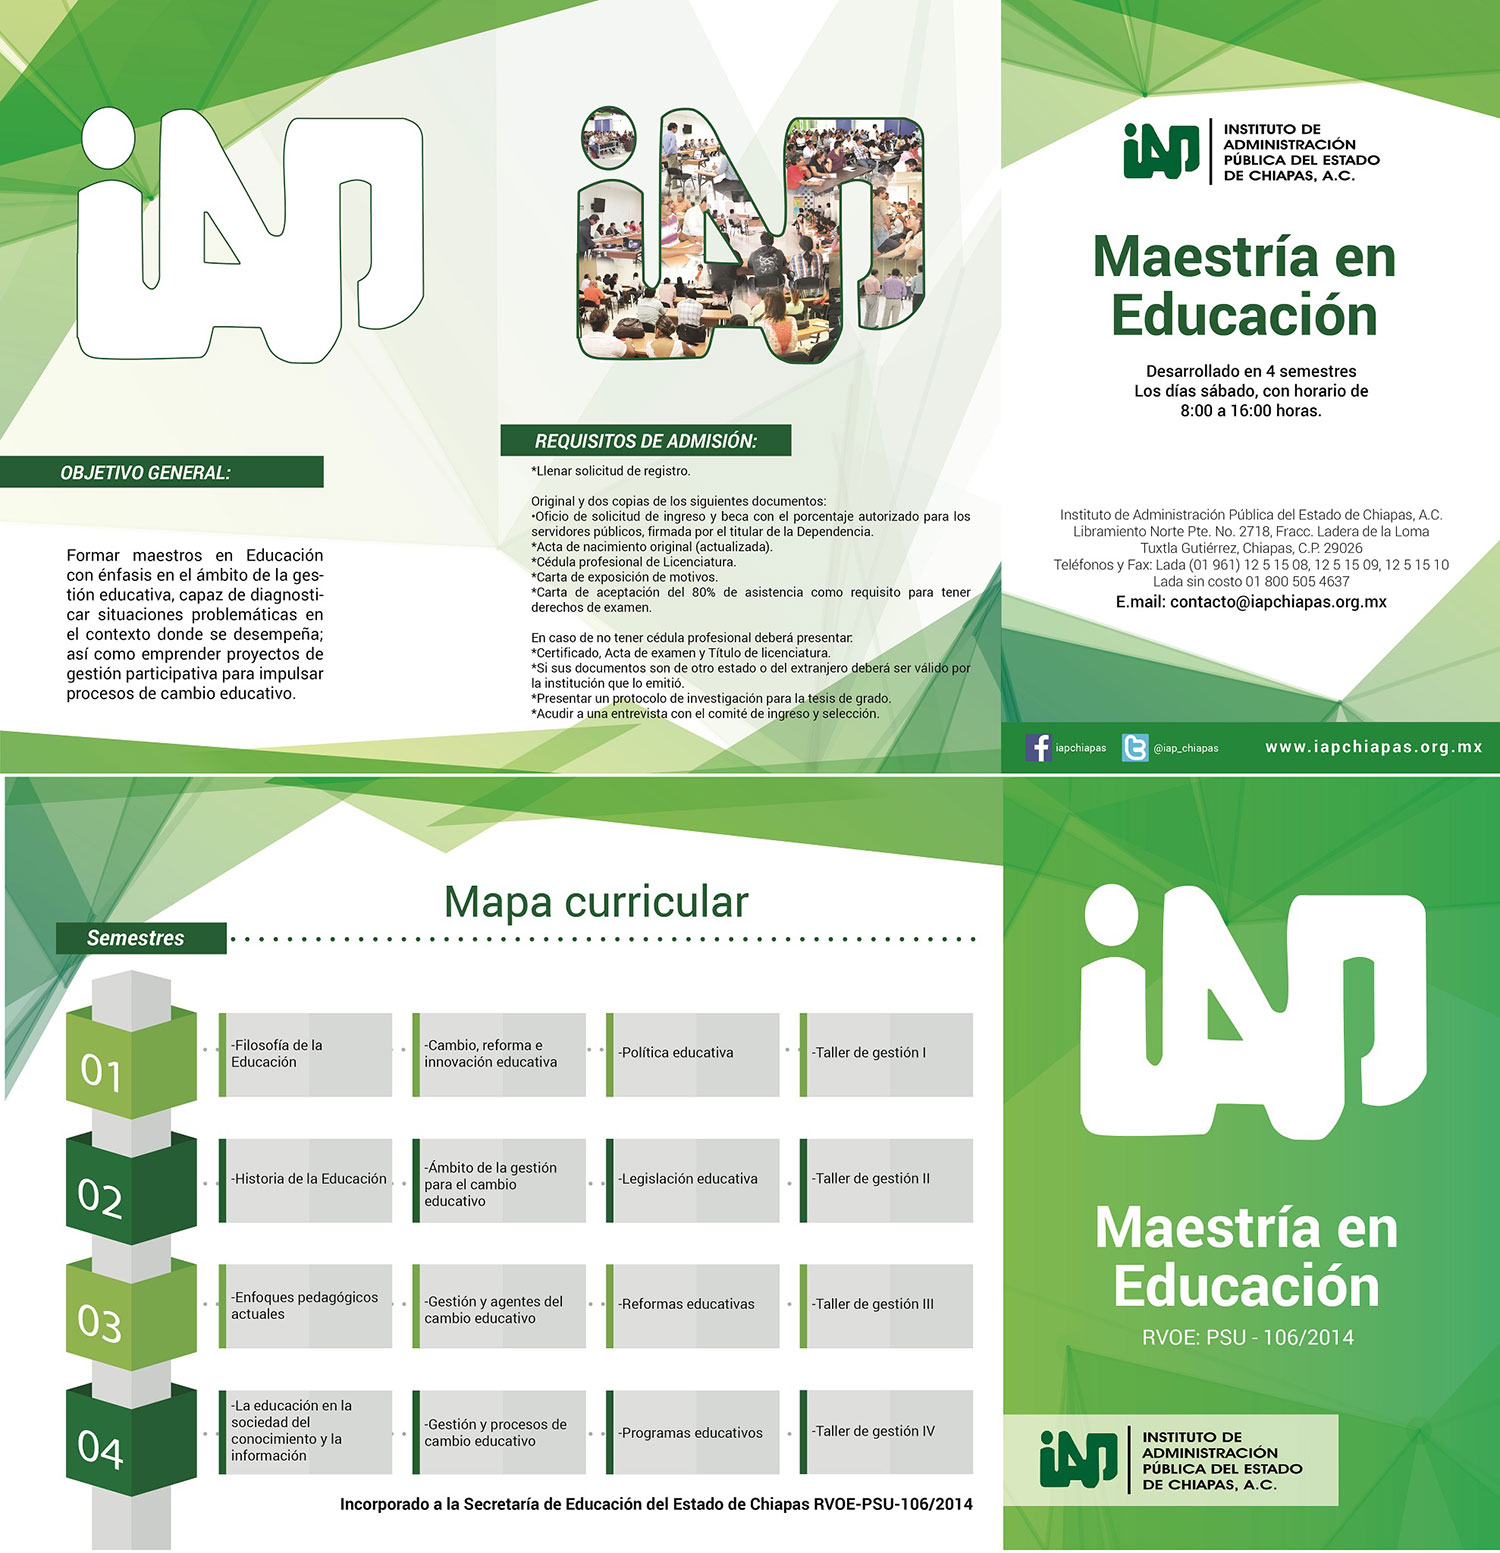 iAP
OBJETIVO GENERAL:
Formar maestros en Educación
con énfasis en el ámbito de la ges-
tión educativa, capaz de diagnosti-
car situaciones problemáticas en
el contexto donde se desempeña;
así como emprender proyectos de
gestión participativa para impulsar
procesos de cambio educativo.
iAP
REQUISITOS DE ADMISIÓN:
*Llenar solicitud de registro.
Original y dos copias de los siguientes documentos:
•Oficio de solicitud de ingreso y beca con el porcentaje autorizado para los
servidores públicos, firmada por el titular de la Dependencia.
*Acta de nacimiento original (actualizada).
*Cédula profesional de Licenciatura.
*Carta de exposición de motivos.
*Carta de aceptación del 80% de asistencia como requisito para tener
derechos de examen.
En caso de no tener cédula profesional deberá presentar:
*Certificado, Acta de examen y Título de licenciatura.
*Si sus documentos son de otro estado o del extranjero deberá ser válido por
la institución que lo emitió.
*Presentar un protocolo de investigación para la tesis de grado.
*Acudir a una entrevista con el comité de ingreso y selección.
iAP
INSTITUTO DE
ADMINISTRACIÓN
PÚBLICA DEL ESTADO
DE CHIAPAS, A.C.
Maestría en
Educación
Desarrollado en 4 semestres
Los días sábado, con horario de
8:00 a 16:00 horas.
Instituto de Administración Pública del Estado de Chiapas, A.C.
Libramiento Norte Pte. No. 2718, Fracc. Ladera de la Loma
Tuxtla Gutiérrez, Chiapas, C.P. 29026
Teléfonos y Fax: Lada (01 961) 12 5 15 08, 12 5 15 09, 12 5 15 10
Lada sin costo 01 800 505 4637
E.mail: contacto@iapchiapas.org.mx
iapchiapas @iap_chiapas www.iapchiapas.org.mx
Mapa curricular
Semestres
01
-Filosofía de la
Educación
-Cambio, reforma e
innovación educativa
-Política educativa
-Taller de gestión I
02
-Historia de la Educación
-Ámbito de la gestión
para el cambio
educativo
-Legislación educativa
-Taller de gestión II
03
-Enfoques pedagógicos
actuales
-Gestión y agentes del
cambio educativo
-Reformas educativas
-Taller de gestión III
04
-La educación en la
sociedad del
conocimiento y la
información
-Gestión y procesos de
cambio educativo
-Programas educativos
-Taller de gestión IV
Incorporado a la Secretaría de Educación del Estado de Chiapas RVOE-PSU-106/2014
iAP
Maestría en
Educación
RVOE: PSU - 106/2014
iAP
INSTITUTO DE
ADMINISTRACIÓN
PÚBLICA DEL ESTADO
DE CHIAPAS, A.C.